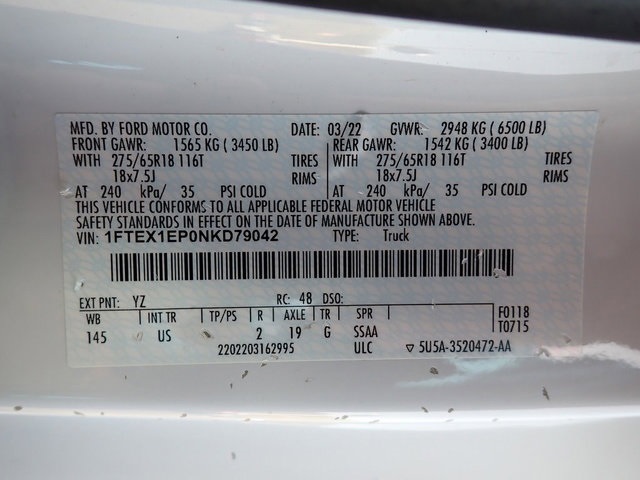 MFD. BY FORD MOTOR CO. DATE: 03/22 GVWR: 2948 KG ( 6500 LB)
FRONT GAWR: 1565 KG ( 3450 LB) REAR GAWR: 1542 KG ( 3400 LB)
WITH 275/65R18 116T TIRES WITH 275/65R18 116T TIRES
18x7.5J RIMS 18x7.5J RIMS
AT 240 kPa/ 35 PSI COLD AT 240 kPa/ 35 PSI COLD
THIS VEHICLE CONFORMS TO ALL APPLICABLE FEDERAL MOTOR VEHICLE
SAFETY STANDARDS IN EFFECT ON THE DATE OF MANUFACTURE SHOWN ABOVE.
VIN: 1FTEX1EP0NKD79042 TYPE: Truck
EXT PNT: YZ RC: 48 DSO:
WB INT TR TP/PS R AXLE TR SPR F0118
145 US 2 19 G SSAA T0715
2202203162995 ULC ▽ 5U5A-3520472-AA